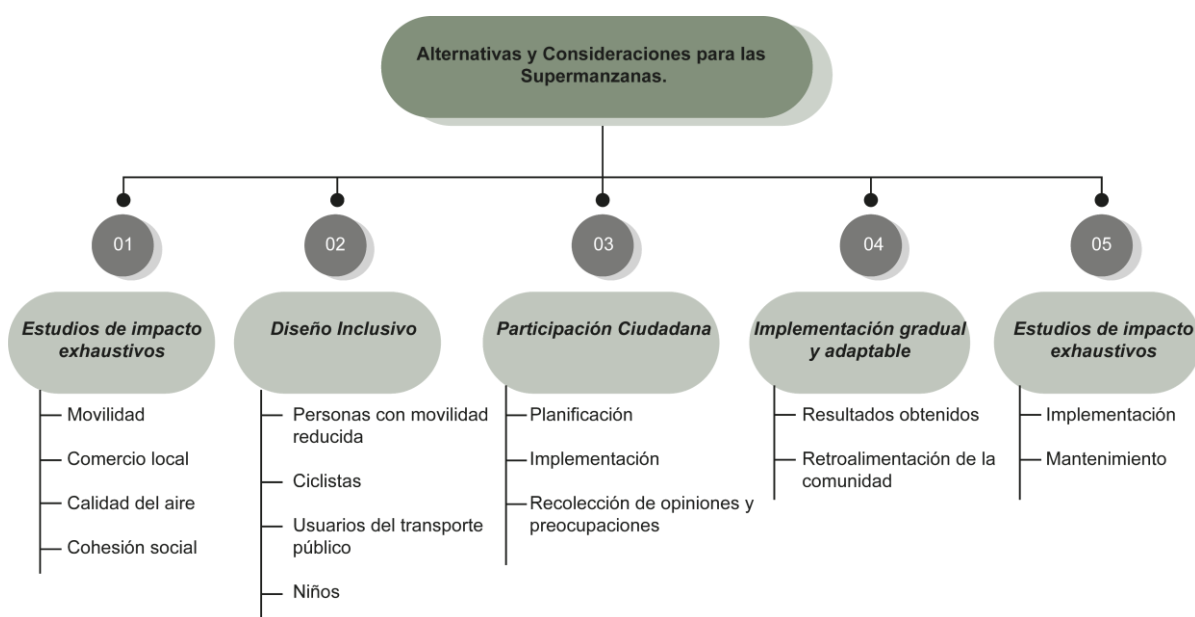 Alternativas y Consideraciones para las
Supermanzanas.
01
Estudios de impacto
exhaustivos
Movilidad
Comercio local
Calidad del aire
Cohesión social
02
Diseño Inclusivo
Personas con movilidad
reducida
Ciclistas
Usuarios del transporte
público
Niños
03
Participación Ciudadana
Planificación
Implementación
Recolección de opiniones y
preocupaciones
04
Implementación gradual
y adaptable
Resultados obtenidos
Retroalimentación de la
comunidad
05
Estudios de impacto
exhaustivos
Implementación
Mantenimiento